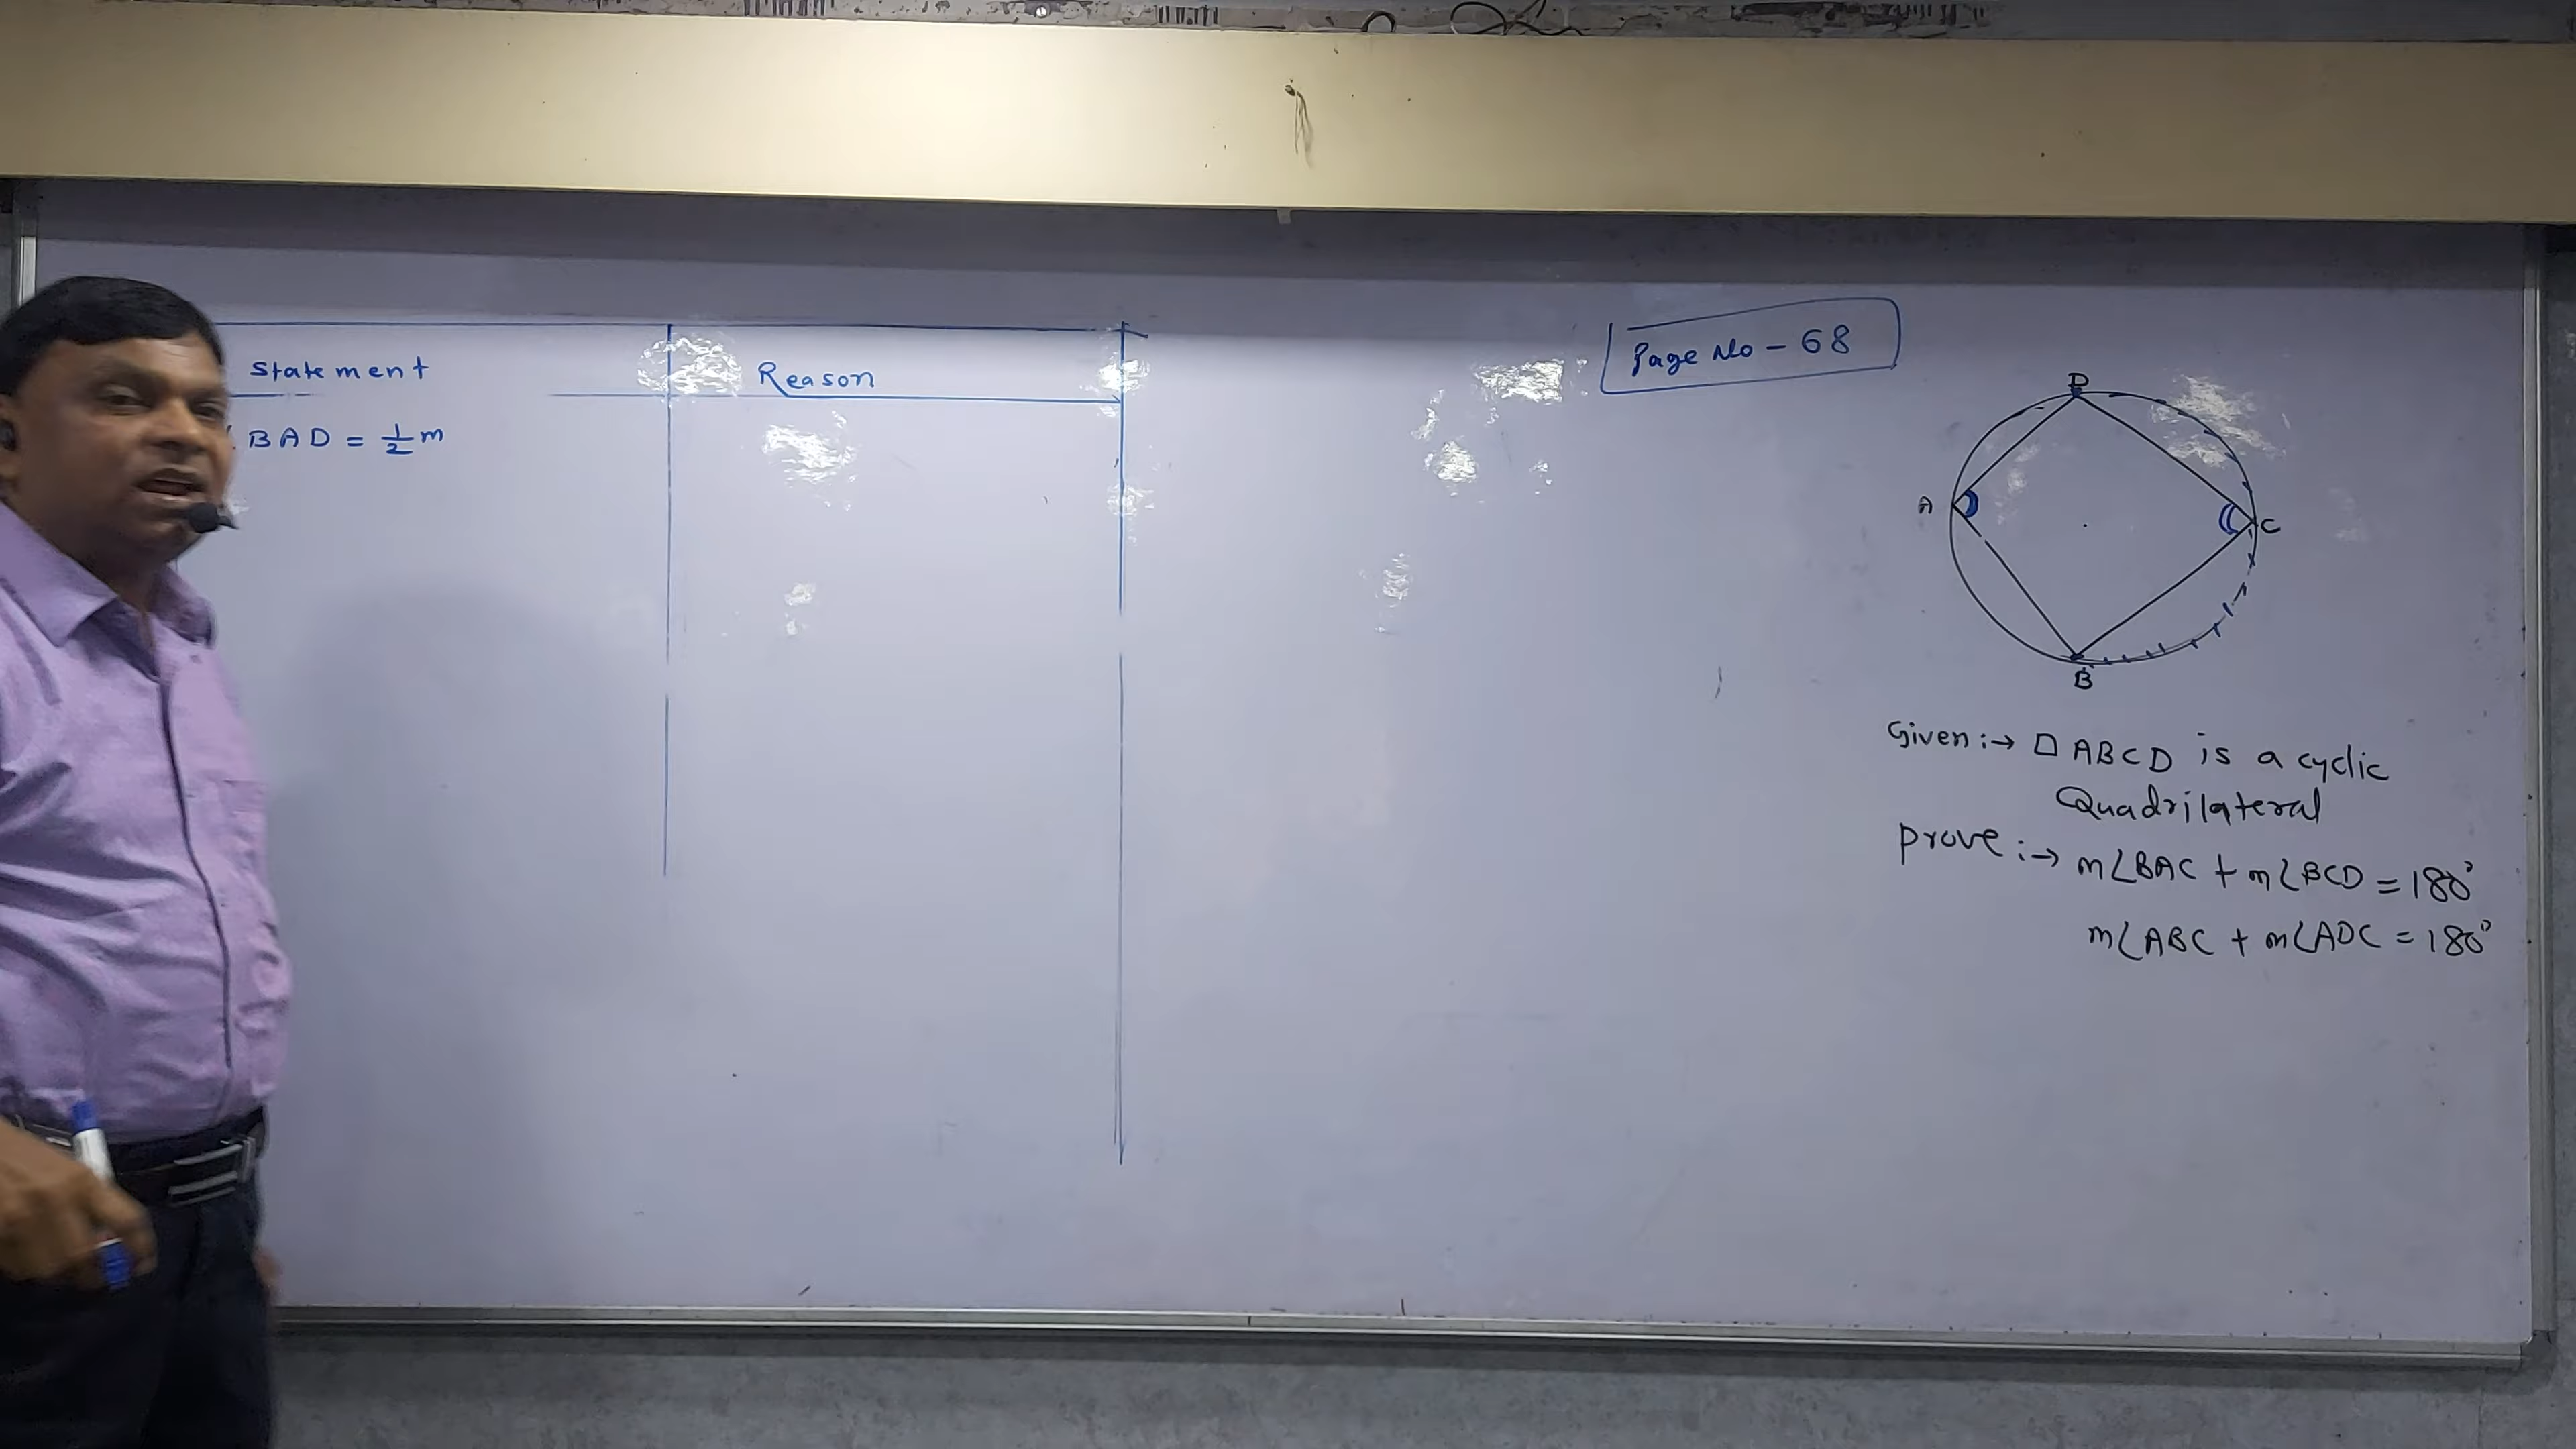 Statement
Reason
∠BAD = 1/2 m
Page No - 68
D
A
C
B
Given :→ □ ABCD is a cyclic
Quadrilateral
Prove :→ m∠BAC + m∠BCD = 180°
m∠ABC + m∠ADC = 180°